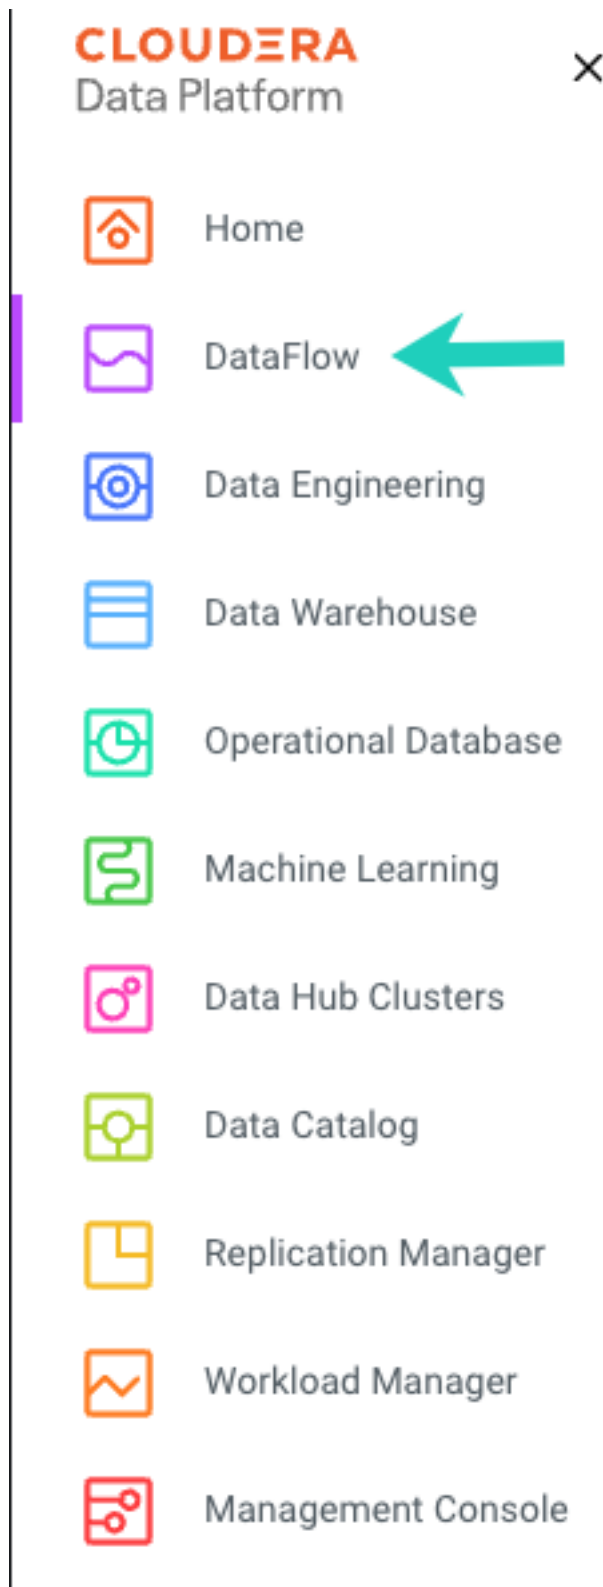 CLOUDERA
Data Platform
Home
DataFlow
Data Engineering
Data Warehouse
Operational Database
Machine Learning
Data Hub Clusters
Data Catalog
Replication Manager
Workload Manager
Management Console